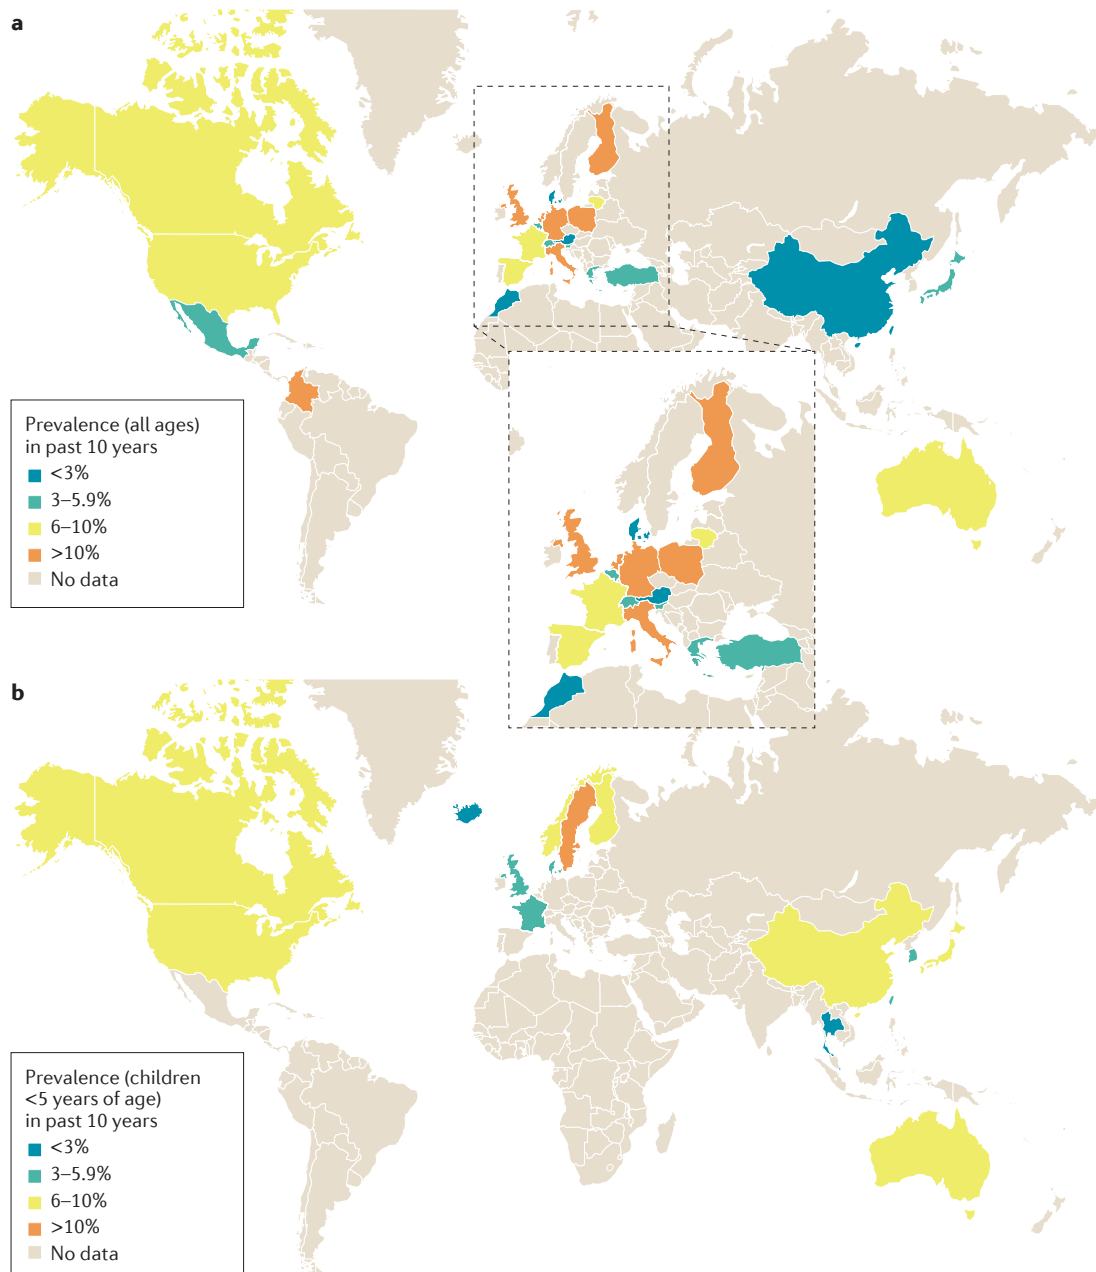 a
Prevalence (all ages)
in past 10 years
<3%
3–5.9%
6–10%
>10%
No data
b
Prevalence (children
<5 years of age)
in past 10 years
<3%
3–5.9%
6–10%
>10%
No data